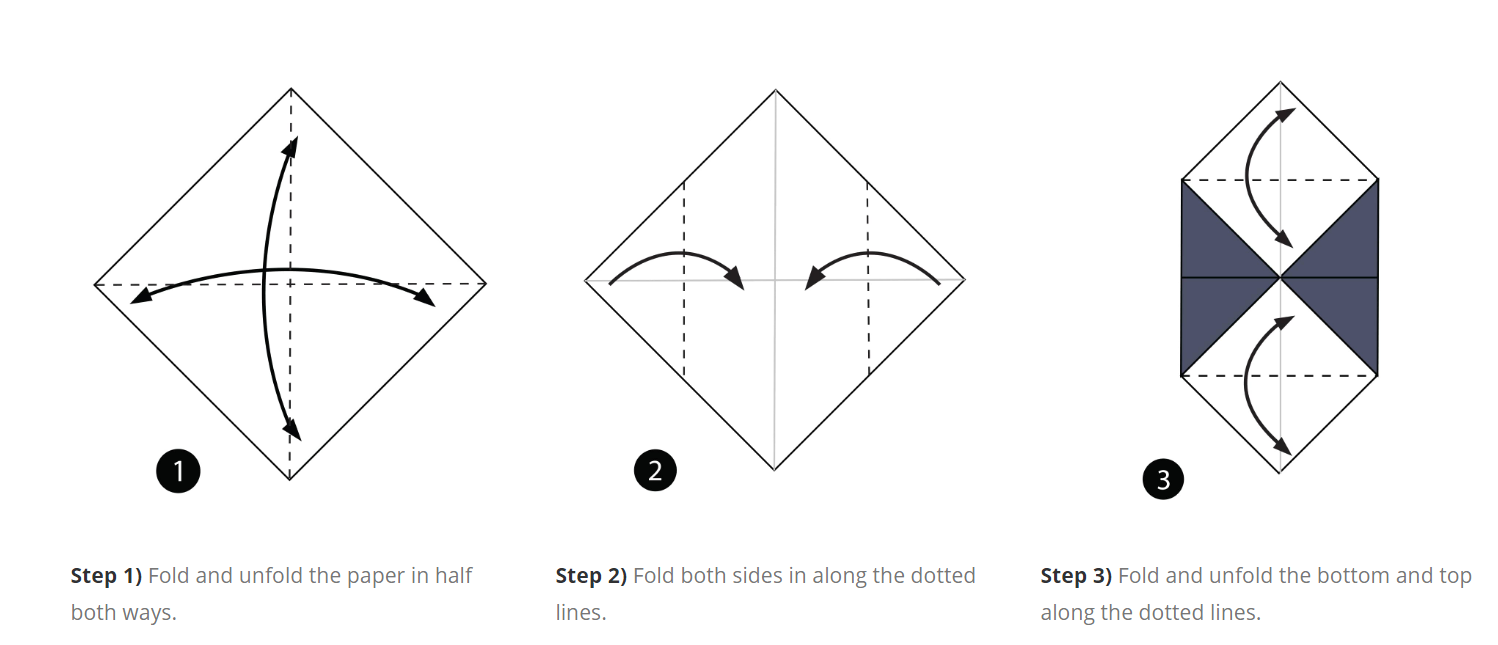 1
2
3
Step 1) Fold and unfold the paper in half
both ways.
Step 2) Fold both sides in along the dotted
lines.
Step 3) Fold and unfold the bottom and top
along the dotted lines.